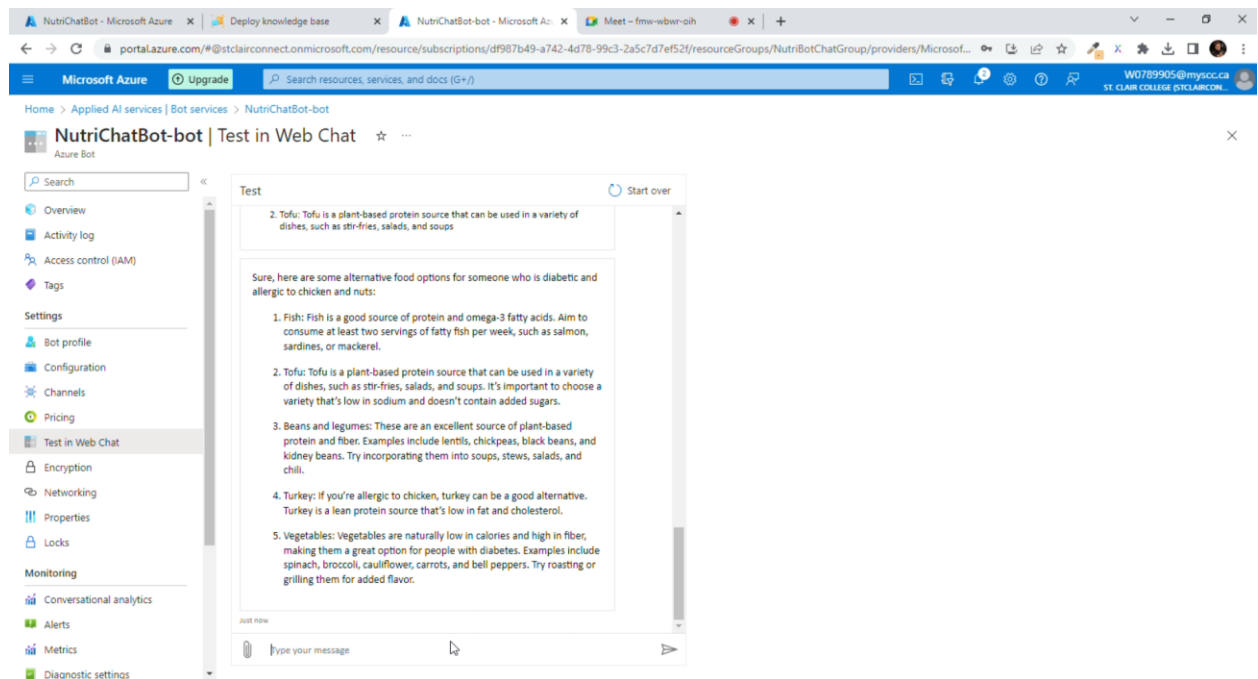 NutriChatBot - Microsoft Azure
Deploy knowledge base
NutriChatBot-bot - Microsoft Az
Meet – fmw-wbwr-oih
portal.azure.com/#@stclairconnect.onmicrosoft.com/resource/subscriptions/df987b49-a742-4d78-99c3-2a5c7d7ef52f/resourceGroups/NutriBotChatGroup/providers/Microsof...
Microsoft Azure
Upgrade
Search resources, services, and docs (G+/)
2
W0789905@myscc.ca
ST. CLAIR COLLEGE (STCLAIRCON...
Home > Applied AI services | Bot services > NutriChatBot-bot
NutriChatBot-bot | Test in Web Chat
Azure Bot
Search
Overview
Activity log
Access control (IAM)
Tags
Settings
Bot profile
Configuration
Channels
Pricing
Test in Web Chat
Encryption
Networking
Properties
Locks
Monitoring
Conversational analytics
Alerts
Metrics
Diagnostic settings
Test
Start over
2. Tofu: Tofu is a plant-based protein source that can be used in a variety of
dishes, such as stir-fries, salads, and soups
Sure, here are some alternative food options for someone who is diabetic and
allergic to chicken and nuts:
1. Fish: Fish is a good source of protein and omega-3 fatty acids. Aim to
consume at least two servings of fatty fish per week, such as salmon,
sardines, or mackerel.
2. Tofu: Tofu is a plant-based protein source that can be used in a variety
of dishes, such as stir-fries, salads, and soups. It's important to choose a
variety that's low in sodium and doesn't contain added sugars.
3. Beans and legumes: These are an excellent source of plant-based
protein and fiber. Examples include lentils, chickpeas, black beans, and
kidney beans. Try incorporating them into soups, stews, salads, and
chili.
4. Turkey: If you're allergic to chicken, turkey can be a good alternative.
Turkey is a lean protein source that's low in fat and cholesterol.
5. Vegetables: Vegetables are naturally low in calories and high in fiber,
making them a great option for people with diabetes. Examples include
spinach, broccoli, cauliflower, carrots, and bell peppers. Try roasting or
grilling them for added flavor.
Just now
Type your message